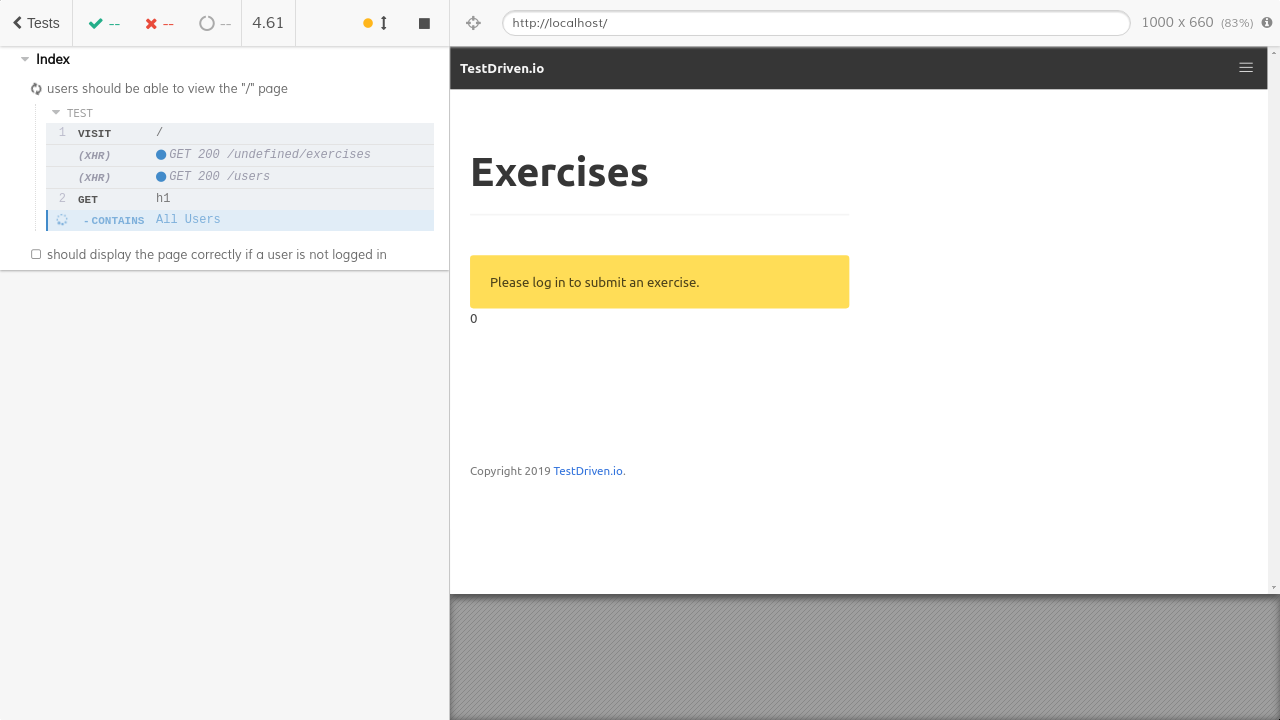 Tests -- -- -- 4.61
Index
users should be able to view the "/" page
TEST
1 VISIT /
(XHR) GET 200 /undefined/exercises
(XHR) GET 200 /users
2 GET h1
- CONTAINS All Users
should display the page correctly if a user is not logged in
http://localhost/ 1000 x 660 (83%)
TestDriven.io
Exercises
Please log in to submit an exercise.
0
Copyright 2019 TestDriven.io.